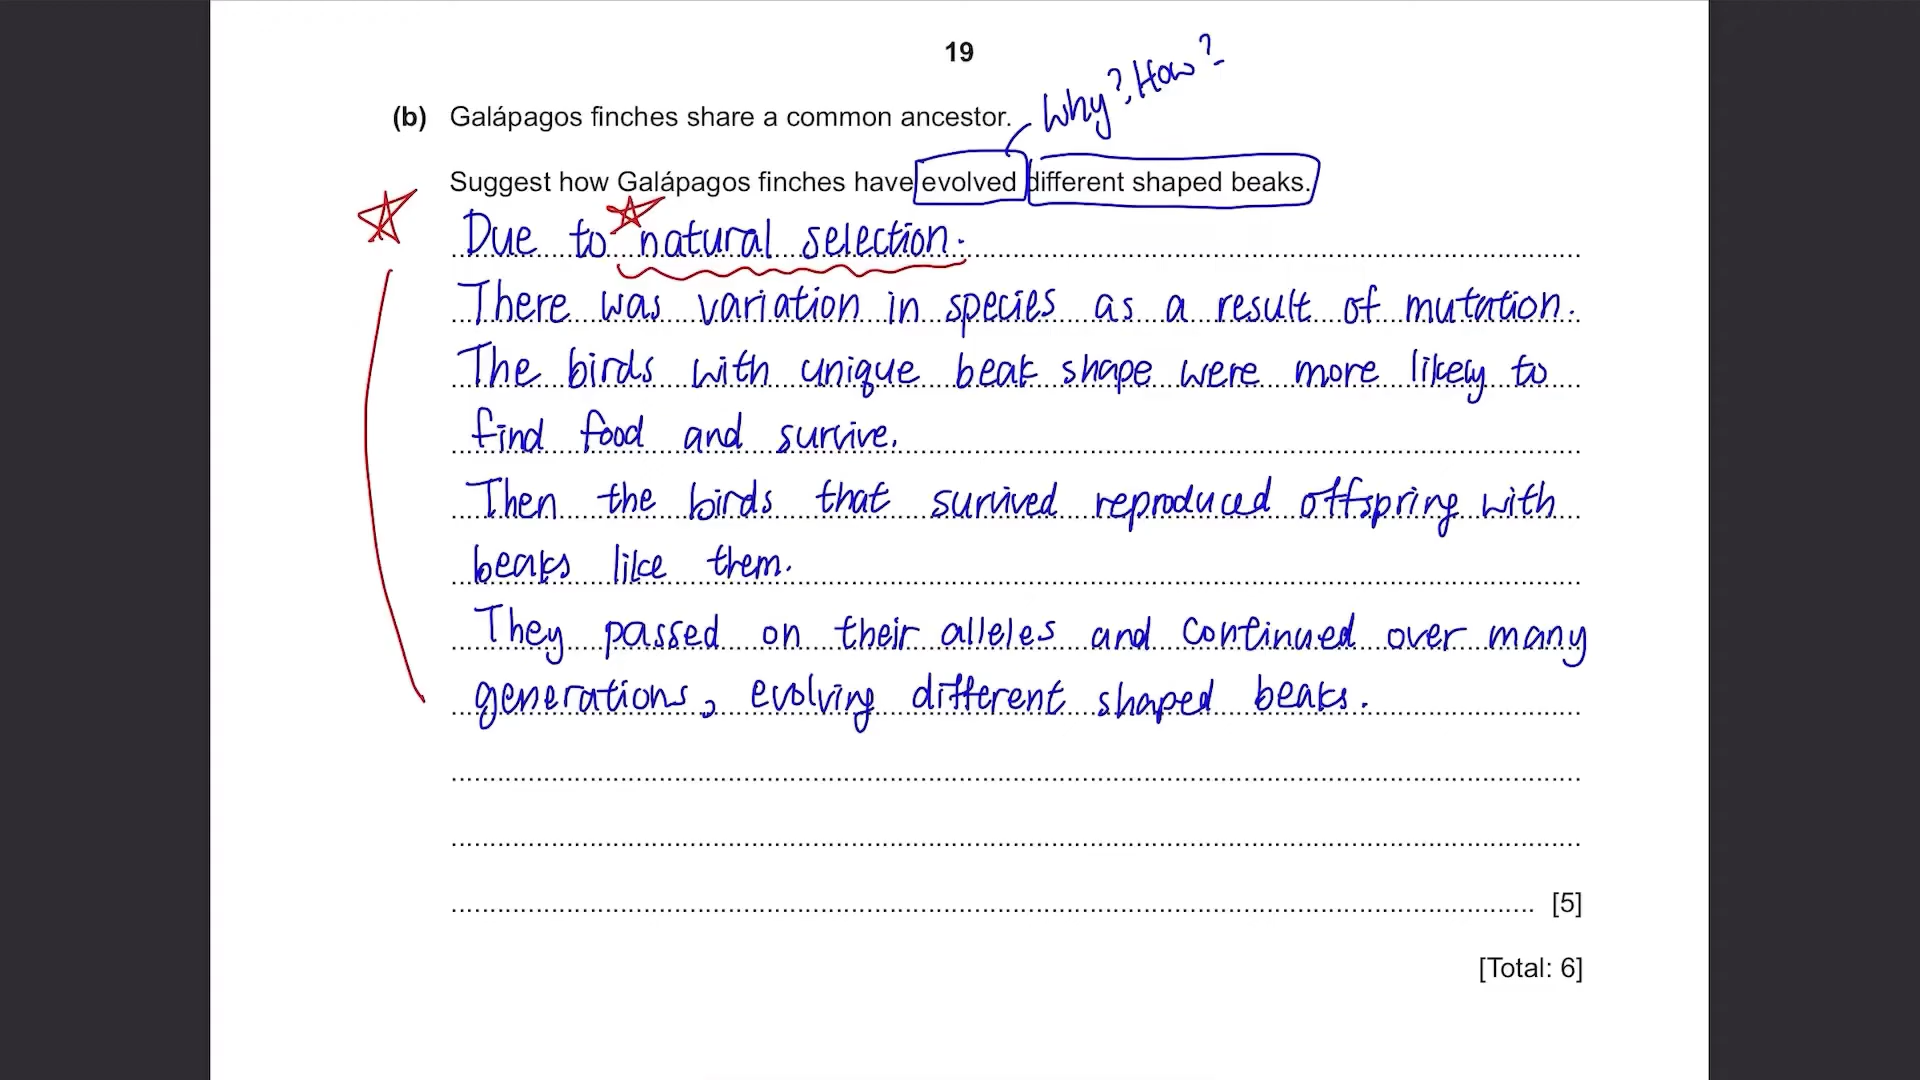 19
Why?, How?
(b) Galápagos finches share a common ancestor.
Suggest how Galápagos finches have evolved different shaped beaks.
Due to natural selection.
There was variation in species as a result of mutation.
The birds with unique beak shape were more likely to
find food and survive.
Then the birds that survived reproduced offspring with
beaks like them.
They passed on their alleles and continued over many
generations, evolving different shaped beaks.
[5]
[Total: 6]